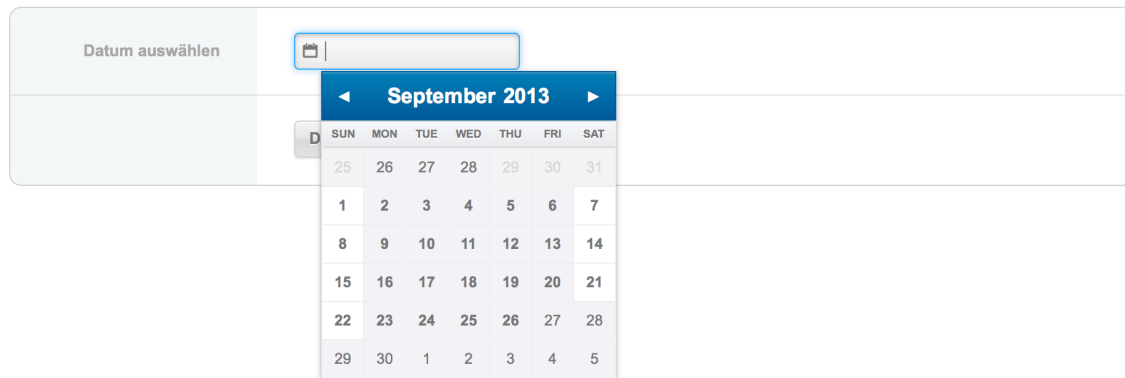 Datum auswählen
◄ September 2013 ►
D
SUN MON TUE WED THU FRI SAT
25 26 27 28 29 30 31
1 2 3 4 5 6 7
8 9 10 11 12 13 14
15 16 17 18 19 20 21
22 23 24 25 26 27 28
29 30 1 2 3 4 5